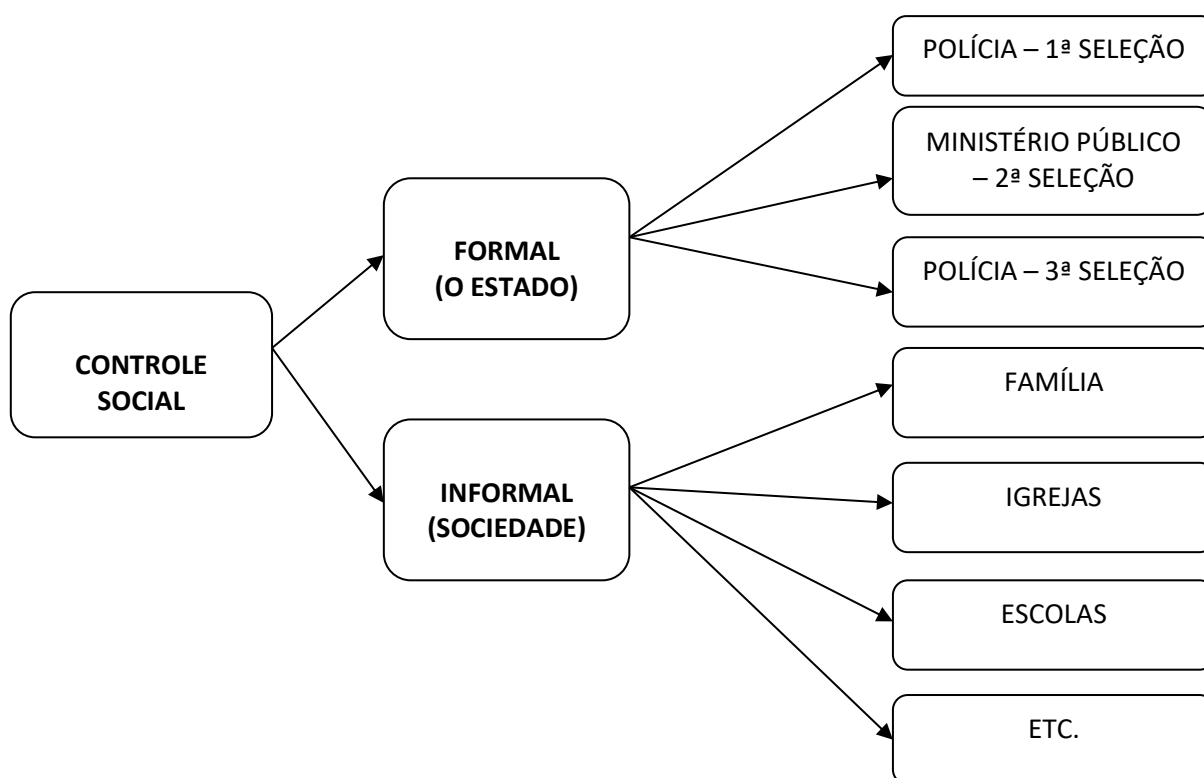 CONTROLE
SOCIAL
FORMAL
(O ESTADO)
POLÍCIA – 1ª SELEÇÃO
MINISTÉRIO PÚBLICO
– 2ª SELEÇÃO
POLÍCIA – 3ª SELEÇÃO
INFORMAL
(SOCIEDADE)
FAMÍLIA
IGREJAS
ESCOLAS
ETC.